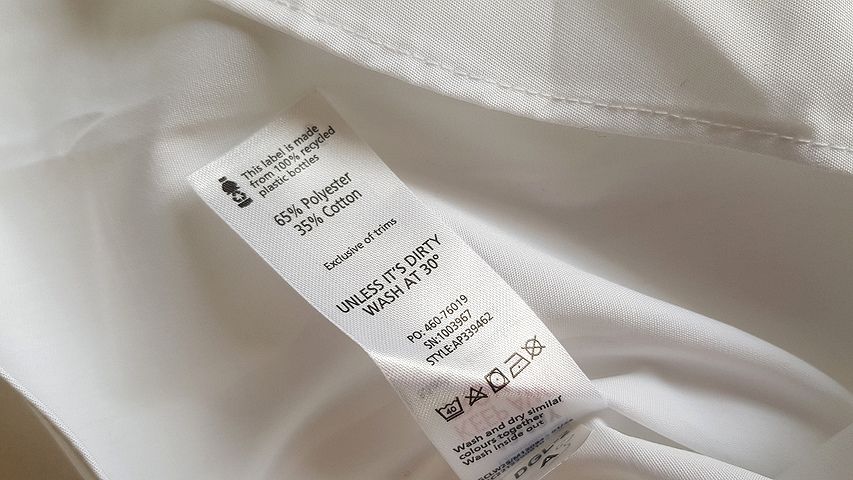 This label is made
from 100% recycled
plastic bottles
65% Polyester
35% Cotton
Exclusive of trims
UNLESS IT'S DIRTY
WASH AT 30°
PO: 460-76019
SN:1003967
STYLE:AP339462
40
KEEP
Wash and dry similar
colours together
Wash inside out